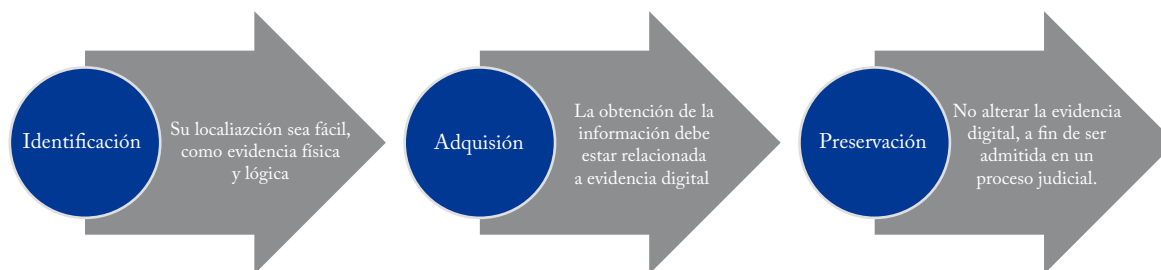 Identificación
Su localiazción sea fácil,
como evidencia física
y lógica
Adquisión
La obtención de la
información debe
estar relacionada
a evidencia digital
Preservación
No alterar la evidencia
digital, a fin de ser
admitida en un
proceso judicial.